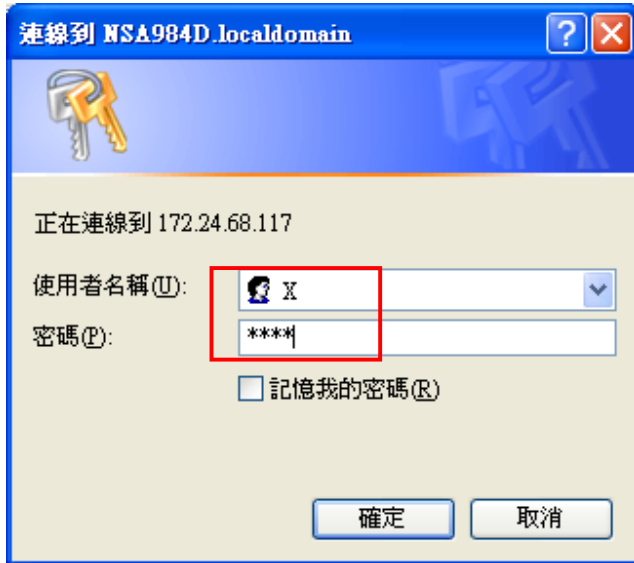 連線到 NSA984D.localdomain
正在連線到 172.24.68.117
使用者名稱(U): X
密碼(P): ****
記憶我的密碼(R)
確定 取消